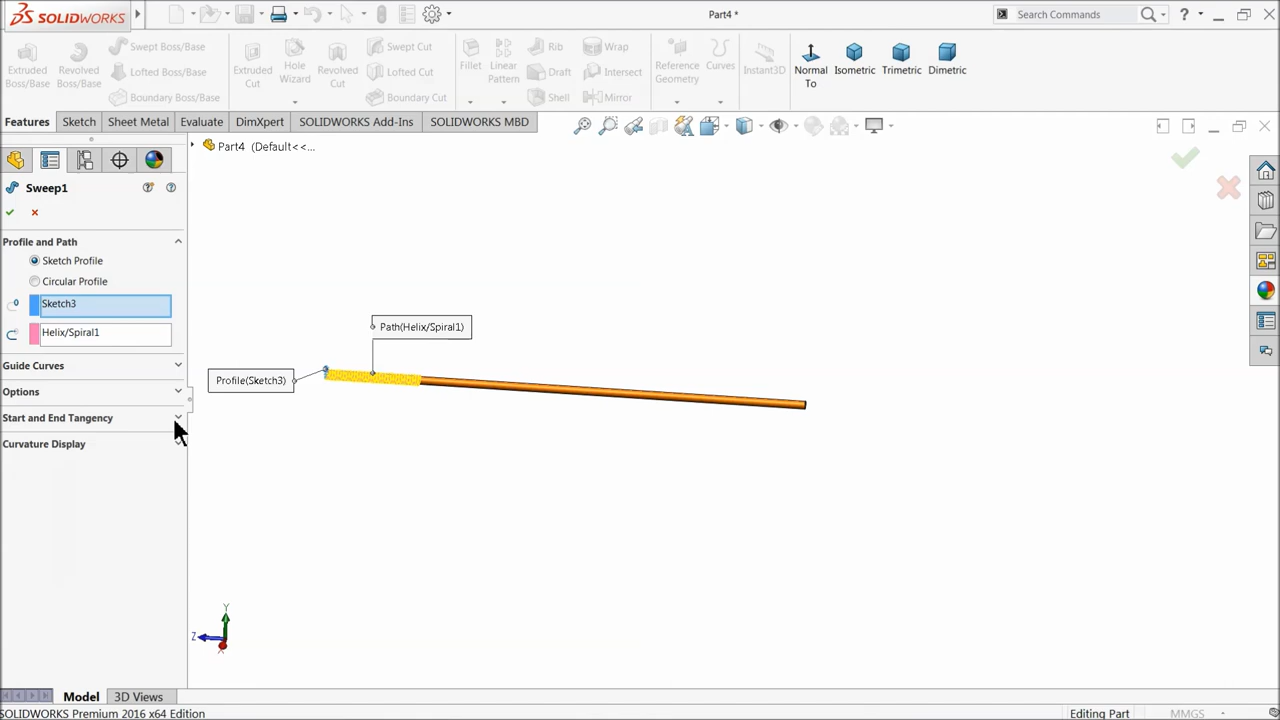 SOLIDWORKS
Part4 *
Search Commands
?
Extruded Boss/Base
Revolved Boss/Base
Swept Boss/Base
Lofted Boss/Base
Boundary Boss/Base
Extruded Cut
Hole Wizard
Revolved Cut
Swept Cut
Lofted Cut
Boundary Cut
Fillet
Linear Pattern
Rib
Draft
Shell
Wrap
Intersect
Mirror
Reference Geometry
Curves
Instant3D
Normal To
Isometric
Trimetric
Dimetric
Features
Sketch
Sheet Metal
Evaluate
DimXpert
SOLIDWORKS Add-Ins
SOLIDWORKS MBD
Part4 (Default<<...
Sweep1
Profile and Path
Sketch Profile
Circular Profile
Sketch3
Helix/Spiral1
Guide Curves
Options
Start and End Tangency
Curvature Display
Path(Helix/Spiral1)
Profile(Sketch3)
Y
Z
X
Model
3D Views
SOLIDWORKS Premium 2016 x64 Edition
Editing Part
MMGS